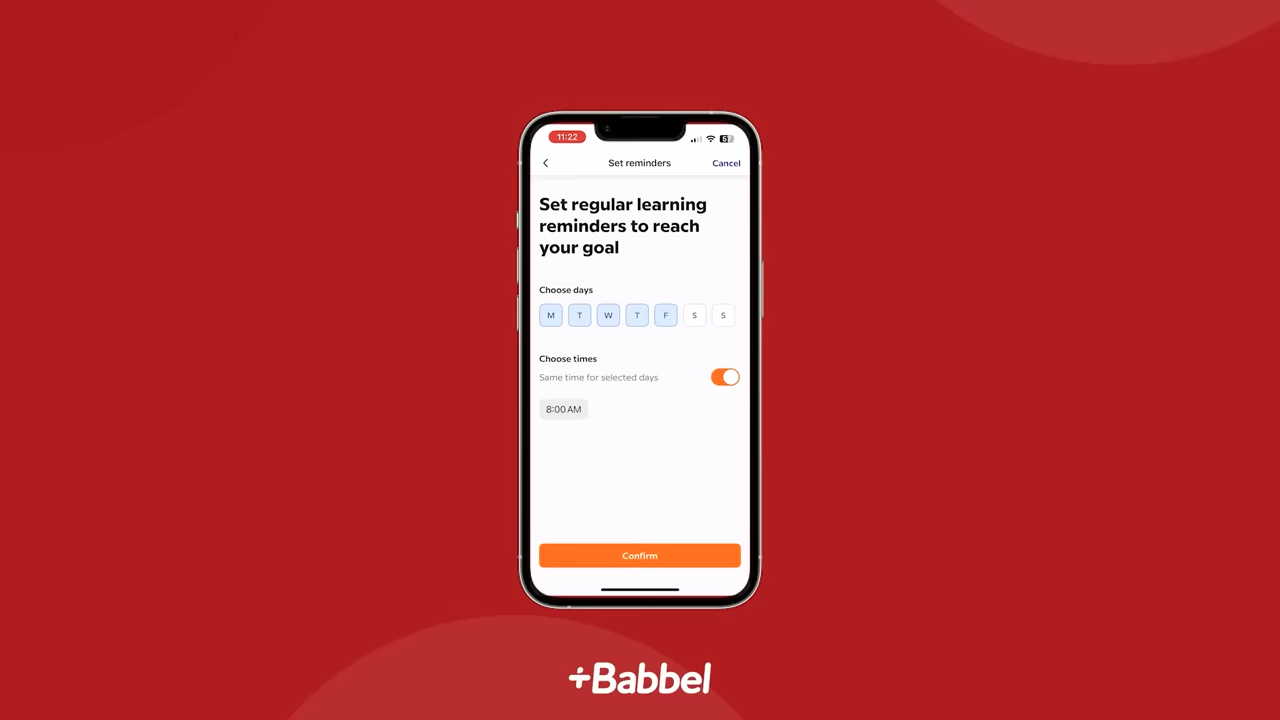 11:22
Set reminders
Cancel
Set regular learning
reminders to reach
your goal
Choose days
M T W T F S S
Choose times
Same time for selected days
8:00 AM
Confirm
+Babbel